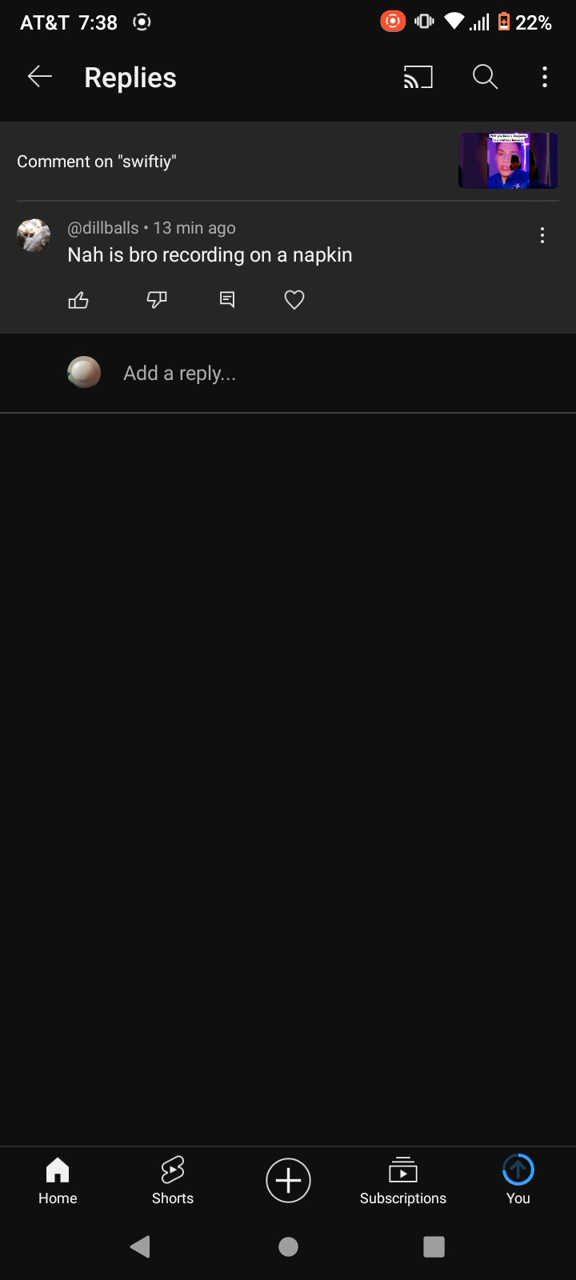 AT&T 7:38 22%
Replies
Comment on "swiftiy"
@dillballs • 13 min ago
Nah is bro recording on a napkin
Add a reply...
Home Shorts Subscriptions You